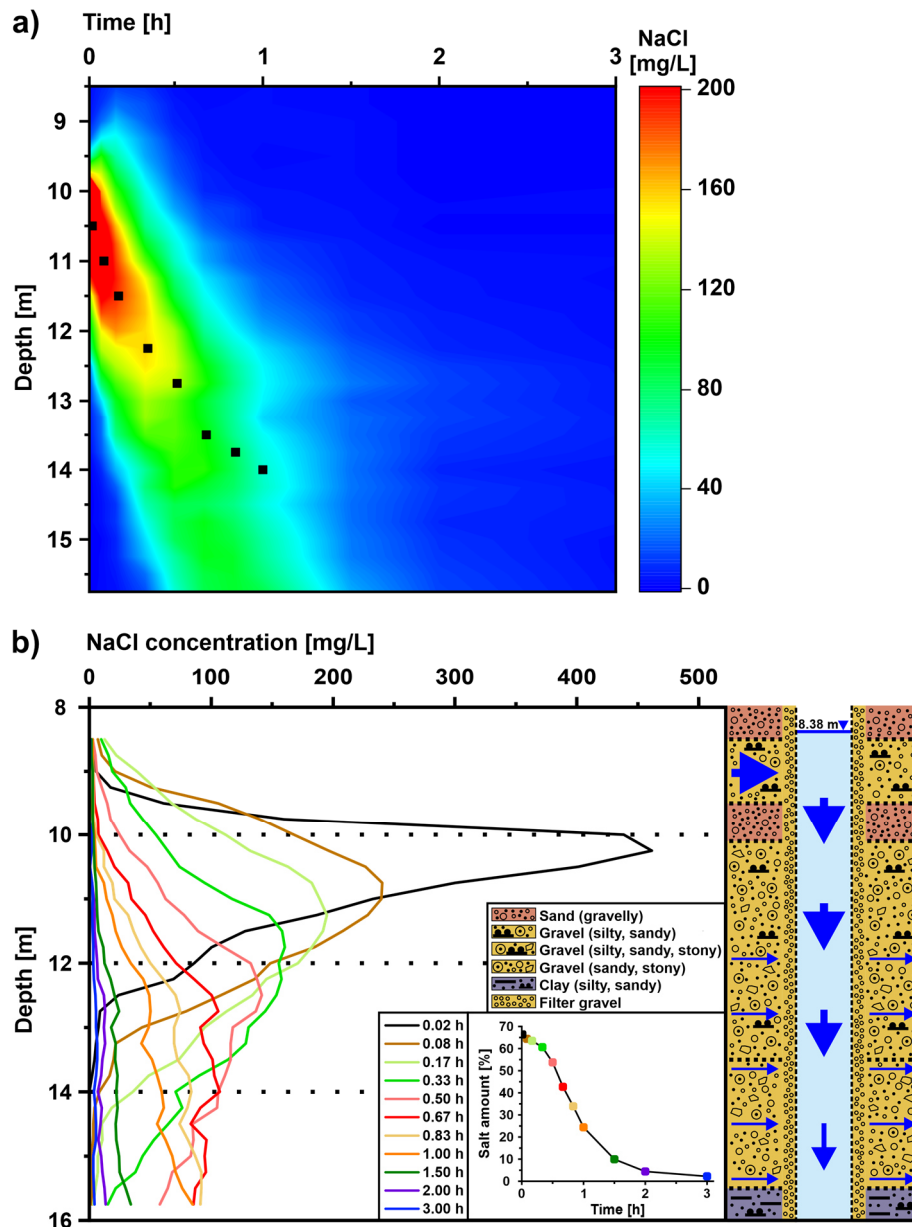 a)
Time [h]
0 1 2 3
NaCl
[mg/L]
200
160
120
80
40
0
Depth [m]
9
10
11
12
13
14
15
b)
NaCl concentration [mg/L]
0 100 200 300 400 500
Depth [m]
8
10
12
14
16
8.38 m
Sand (gravelly)
Gravel (silty, sandy)
Gravel (silty, sandy, stony)
Gravel (sandy, stony)
Clay (silty, sandy)
Filter gravel
0.02 h
0.08 h
0.17 h
0.33 h
0.50 h
0.67 h
0.83 h
1.00 h
1.50 h
2.00 h
3.00 h
Salt amount [%]
70
60
50
40
30
20
10
0
0 1 2 3
Time [h]